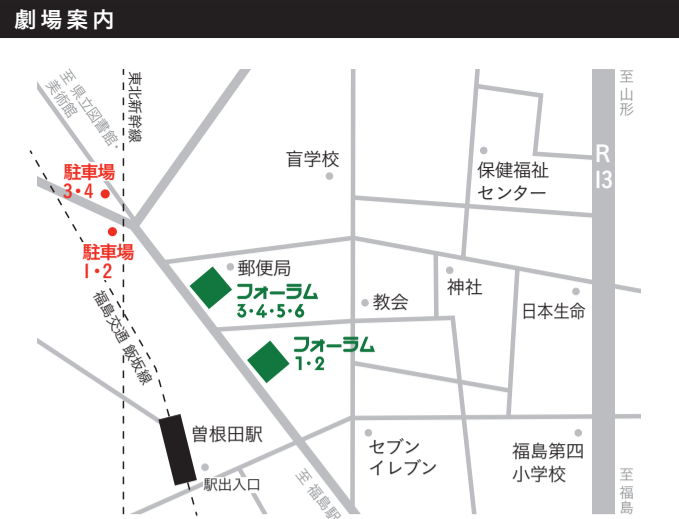 劇場案内
至 県立図書館・
美術館
東北新幹線
至 山形
盲学校
R
13
保健福祉
センター
駐車場
3・4
駐車場
1・2
郵便局
フォーラム
3・4・5・6
教会
神社
日本生命
福島交通 飯坂線
フォーラム
1・2
曽根田駅
駅出入口
セブン
イレブン
福島第四
小学校
至 福島駅
至 福島